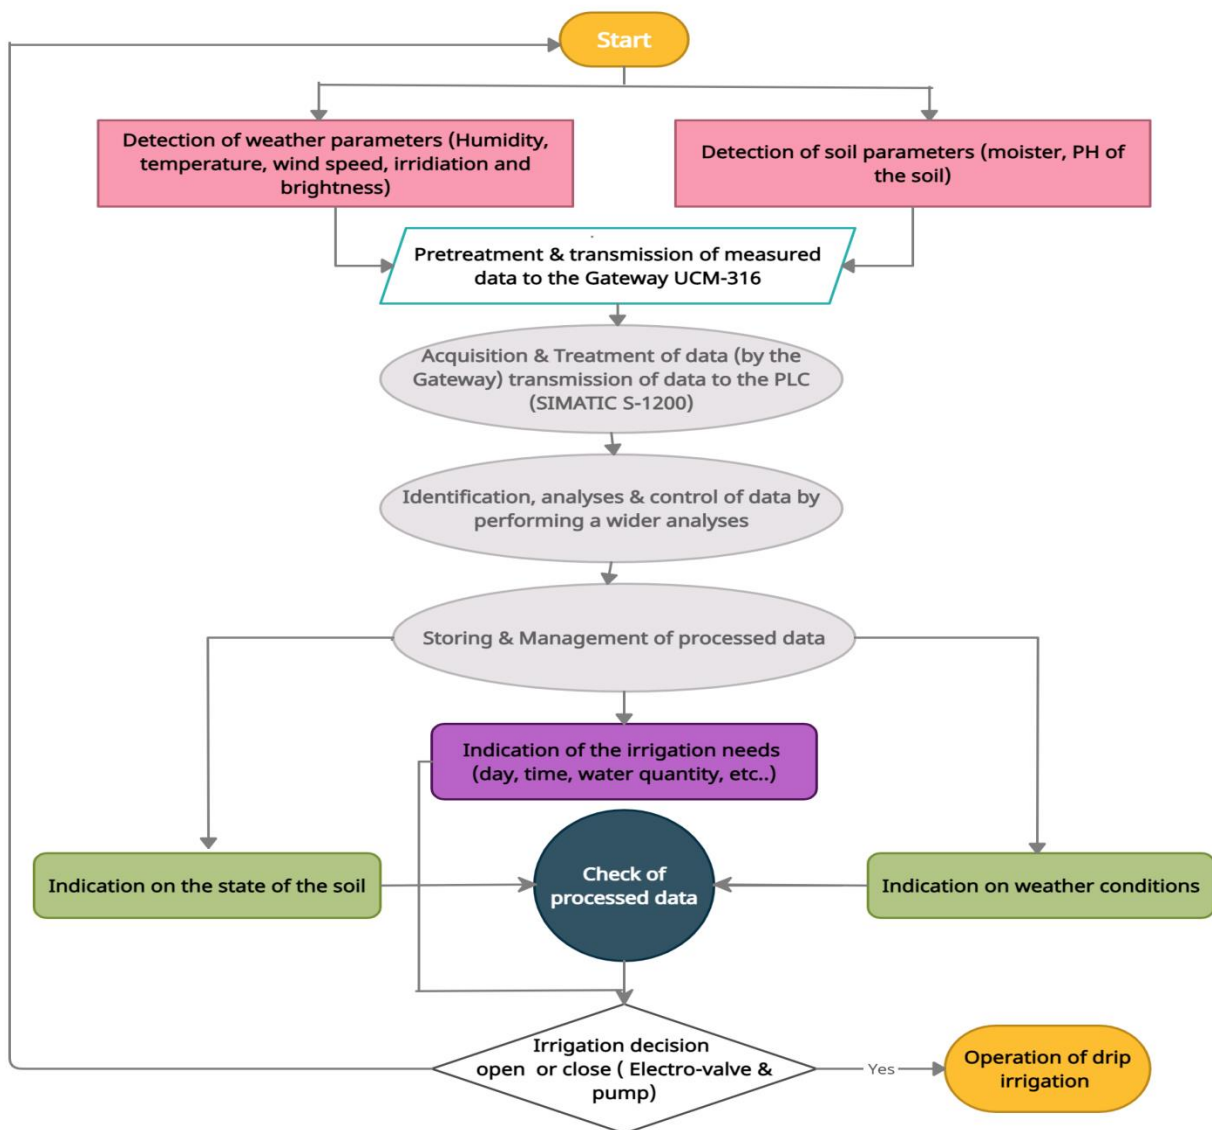 Start
Detection of weather parameters (Humidity,
temperature, wind speed, irridiation and
brightness)
Detection of soil parameters (moister, PH of
the soil)
Pretreatment & transmission of measured
data to the Gateway UCM-316
Acquisition & Treatment of data (by the
Gateway) transmission of data to the PLC
(SIMATIC S-1200)
Identification, analyses & control of data by
performing a wider analyses
Storing & Management of processed data
Indication of the irrigation needs
(day, time, water quantity, etc..)
Indication on the state of the soil
Check of
processed data
Indication on weather conditions
Irrigation decision
open or close ( Electro-valve &
pump)
Yes
Operation of drip
irrigation